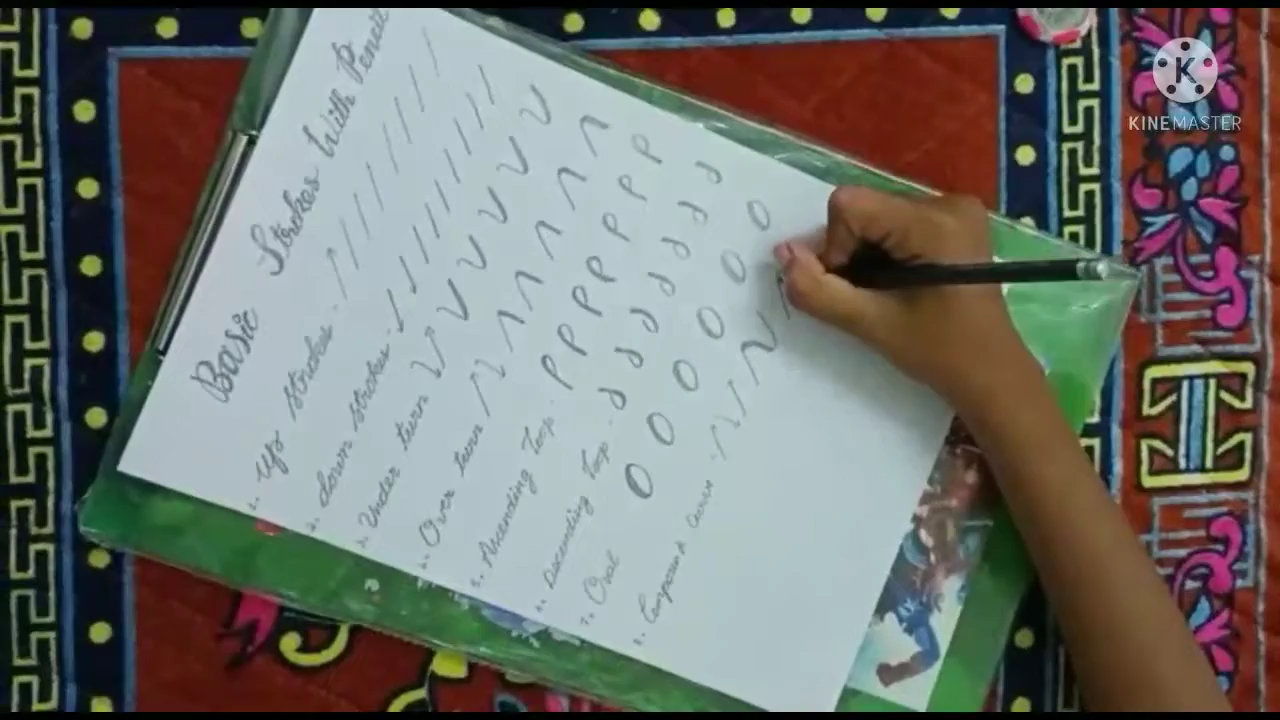 Basic Strokes With Pencil
1. Up strokes -
2. down strokes -
3. Under turn
4. Over turn
5. Ascending Loop -
6. Descending Loop -
7. Oval
8. Compound Curve -
K
KINEMASTER